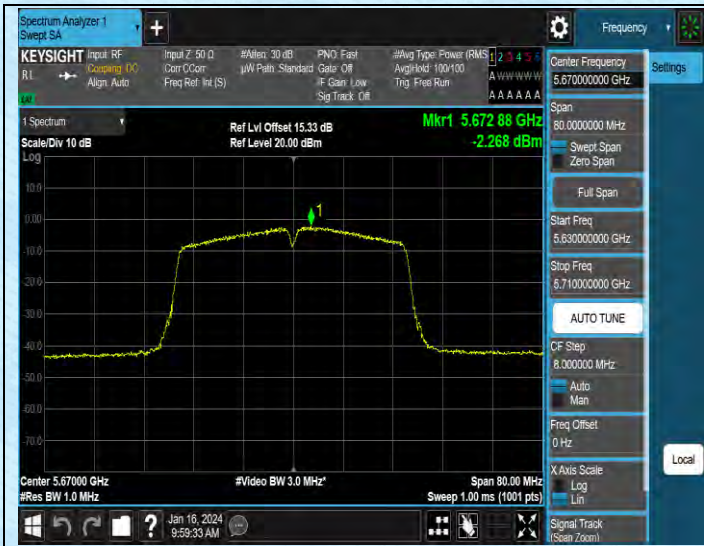 Spectrum Analyzer 1
Swept SA
Frequency
KEYSIGHT
Input: RF
Coupling: DC
Align: Auto
Input Z: 50 Ω
Corr CCorr
Freq Ref: Int (S)
#Atten: 30 dB
µW Path: Standard
PNO: Fast
Gate: Off
IF Gain: Low
Sig Track: Off
#Avg Type: Power (RMS
Avg|Hold: 100/100
Trig: Free Run
1 2 3 4 5 6
A W W W W W
A A A A A A
Center Frequency
5.670000000 GHz
Settings
Span
80.0000000 MHz
Swept Span
Zero Span
Full Span
Start Freq
5.630000000 GHz
Stop Freq
5.710000000 GHz
AUTO TUNE
CF Step
8.000000 MHz
Auto
Man
Freq Offset
0 Hz
X Axis Scale
Log
Lin
Signal Track
(Span Zoom)
Local
1 Spectrum
Scale/Div 10 dB
Log
Ref Lvl Offset 15.33 dB
Ref Level 20.00 dBm
Mkr1 5.672 88 GHz
-2.268 dBm
1
10.0
0.00
-10.0
-20.0
-30.0
-40.0
-50.0
-60.0
-70.0
Center 5.67000 GHz
#Res BW 1.0 MHz
#Video BW 3.0 MHz*
Span 80.00 MHz
Sweep 1.00 ms (1001 pts)
?
Jan 16, 2024
9:59:33 AM